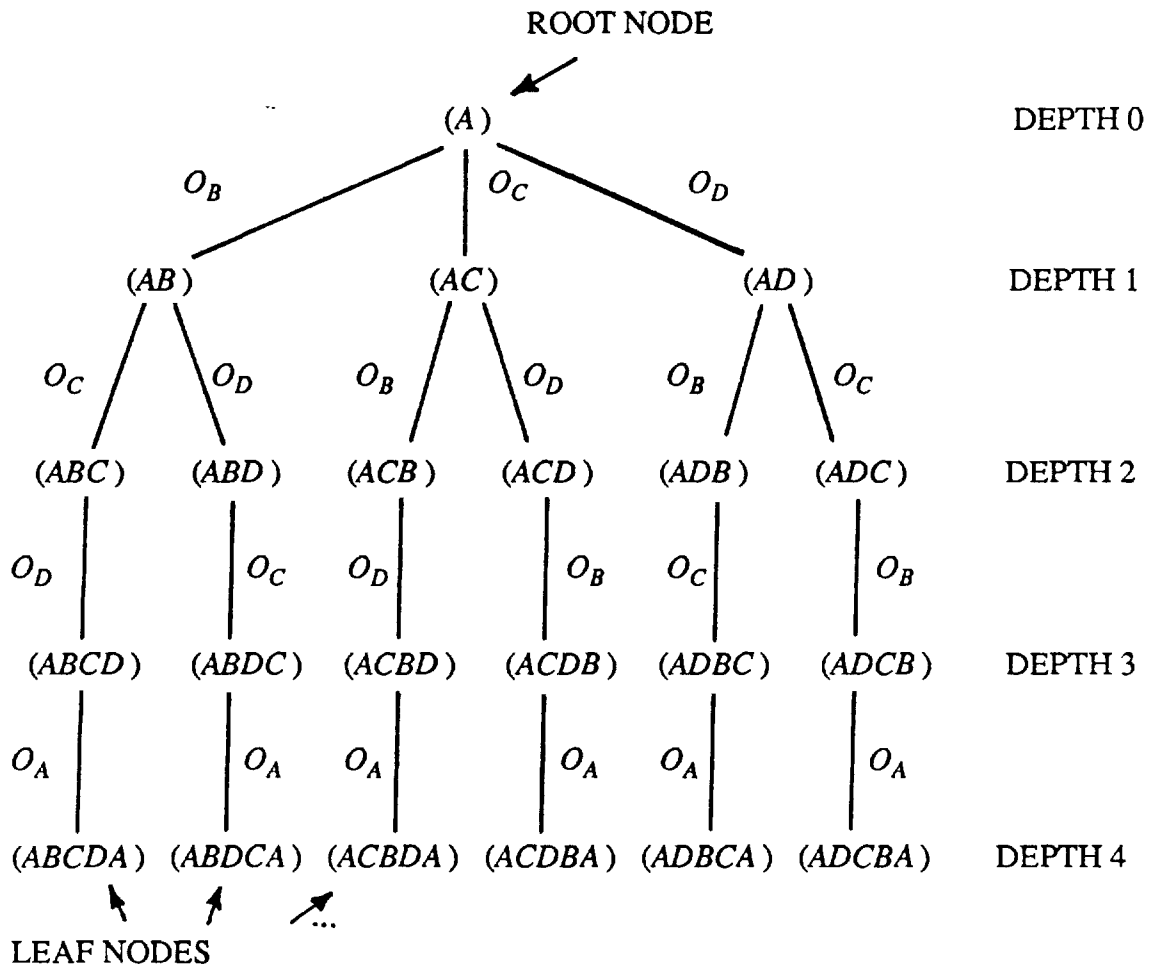 ROOT NODE
(A) DEPTH 0
O_B O_C O_D
(AB) (AC) (AD) DEPTH 1
O_C O_D O_B O_D O_B O_C
(ABC) (ABD) (ACB) (ACD) (ADB) (ADC) DEPTH 2
O_D O_C O_D O_B O_C O_B
(ABCD) (ABDC) (ACBD) (ACDB) (ADBC) (ADCB) DEPTH 3
O_A O_A O_A O_A O_A O_A
(ABCDA) (ABDCA) (ACBDA) (ACDBA) (ADBCA) (ADCBA) DEPTH 4
...
LEAF NODES